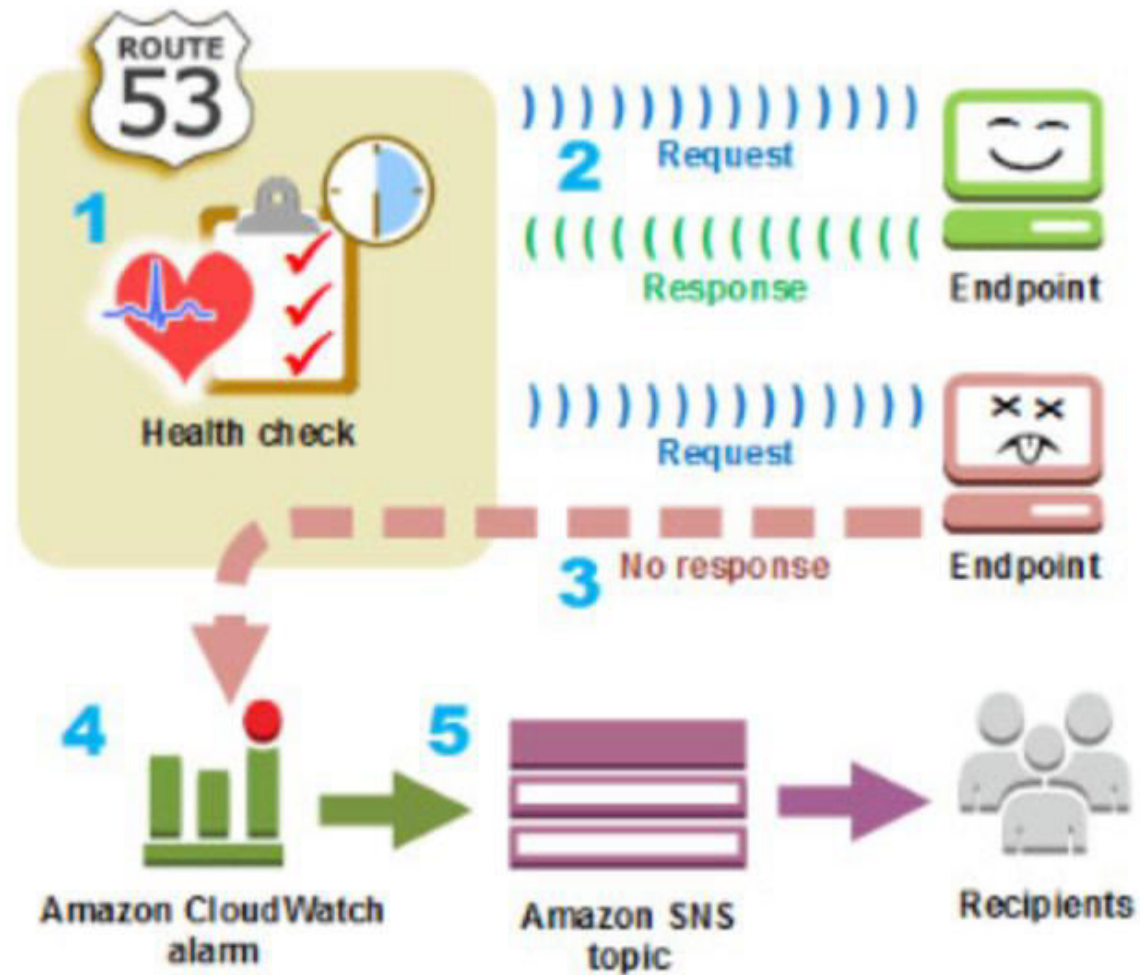 ROUTE
53
1
Health check
2
Request
Response
Endpoint
Request
3
No response
Endpoint
4
Amazon CloudWatch
alarm
5
Amazon SNS
topic
Recipients